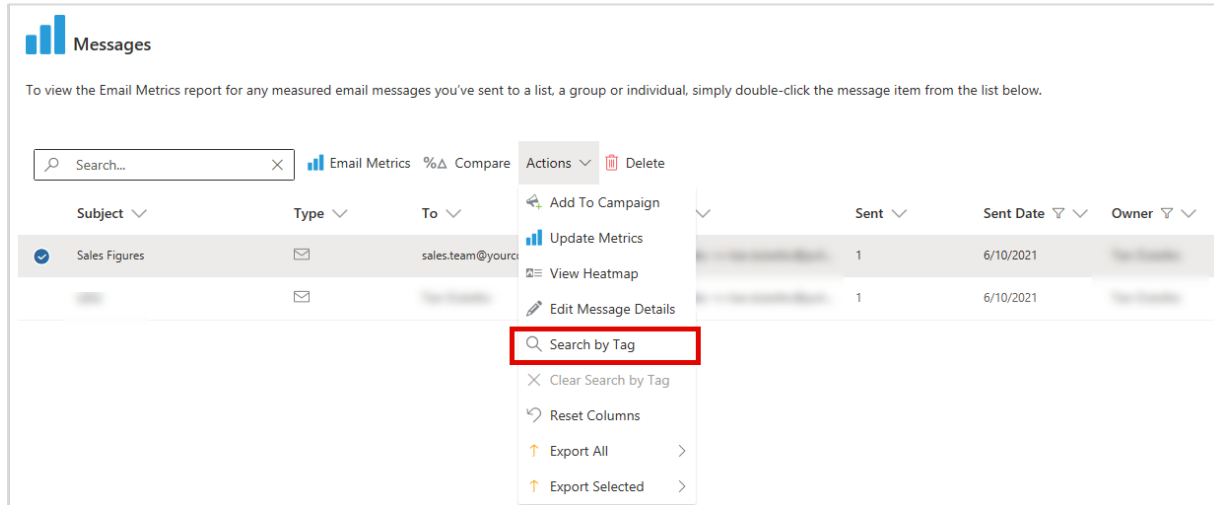 Messages
To view the Email Metrics report for any measured email messages you've sent to a list, a group or individual, simply double-click the message item from the list below.
Search... Email Metrics %Δ Compare Actions Delete
Add To Campaign
Subject Type To Sent Sent Date Owner
Update Metrics
Sales Figures sales.team@yourc 1 6/10/2021
View Heatmap
1 6/10/2021
Edit Message Details
Search by Tag
Clear Search by Tag
Reset Columns
Export All
Export Selected